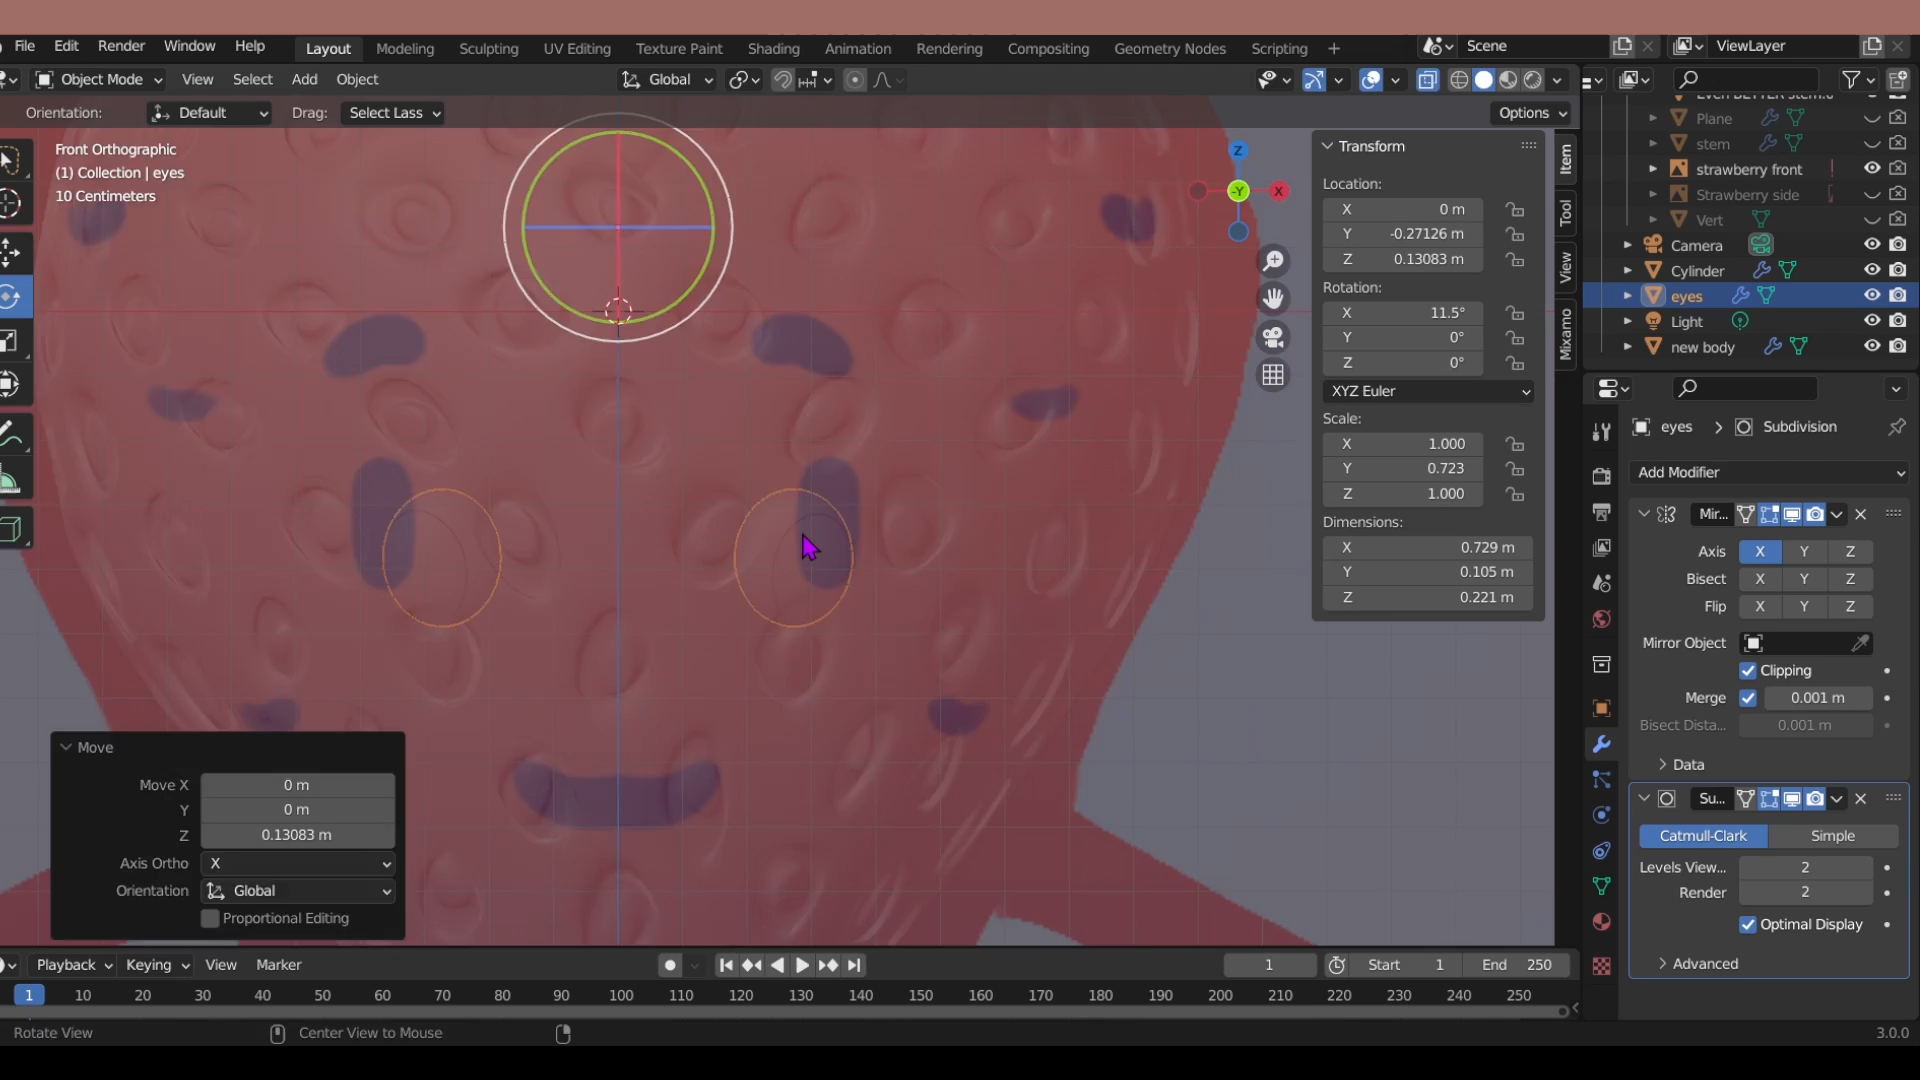 File Edit Render Window Help Layout Modeling Sculpting UV Editing Texture Paint Shading Animation Rendering Compositing Geometry Nodes Scripting + Scene ViewLayer
Object Mode View Select Add Object Global
Orientation: Default Drag: Select Lass Options
Front Orthographic
(1) Collection | eyes
10 Centimeters
Z
-Y
X
Transform
Location:
X 0 m
Y -0.27126 m
Z 0.13083 m
Rotation:
X 11.5°
Y 0°
Z 0°
XYZ Euler
Scale:
X 1.000
Y 0.723
Z 1.000
Dimensions:
X 0.729 m
Y 0.105 m
Z 0.221 m
Item
Tool
View
Mixamo
Plane
stem
strawberry front
Strawberry side
Vert
Camera
Cylinder
eyes
Light
new body
eyes > Subdivision
Add Modifier
Mir...
Axis X Y Z
Bisect X Y Z
Flip X Y Z
Mirror Object
Clipping
Merge 0.001 m
Bisect Dista... 0.001 m
Data
Su...
Catmull-Clark Simple
Levels View... 2
Render 2
Optimal Display
Advanced
Move
Move X 0 m
Y 0 m
Z 0.13083 m
Axis Ortho X
Orientation Global
Proportional Editing
Playback Keying View Marker 1 Start 1 End 250
1 10 20 30 40 50 60 70 80 90 100 110 120 130 140 150 160 170 180 190 200 210 220 230 240 250
Rotate View Center View to Mouse 3.0.0